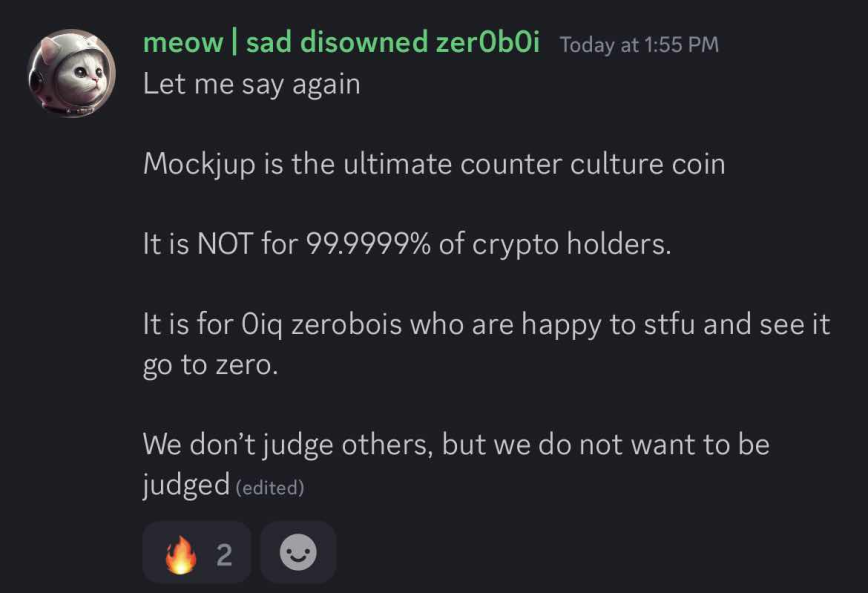 meow | sad disowned zer0b0i Today at 1:55 PM
Let me say again
Mockjup is the ultimate counter culture coin
It is NOT for 99.9999% of crypto holders.
It is for 0iq zerobois who are happy to stfu and see it
go to zero.
We don’t judge others, but we do not want to be
judged (edited)
🔥 2